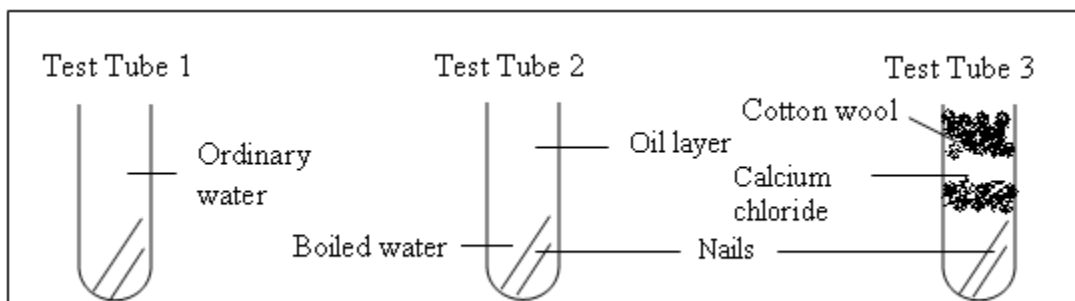 Test Tube 1
Test Tube 2
Test Tube 3
Ordinary
water
Boiled water
Oil layer
Nails
Cotton wool
Calcium
chloride